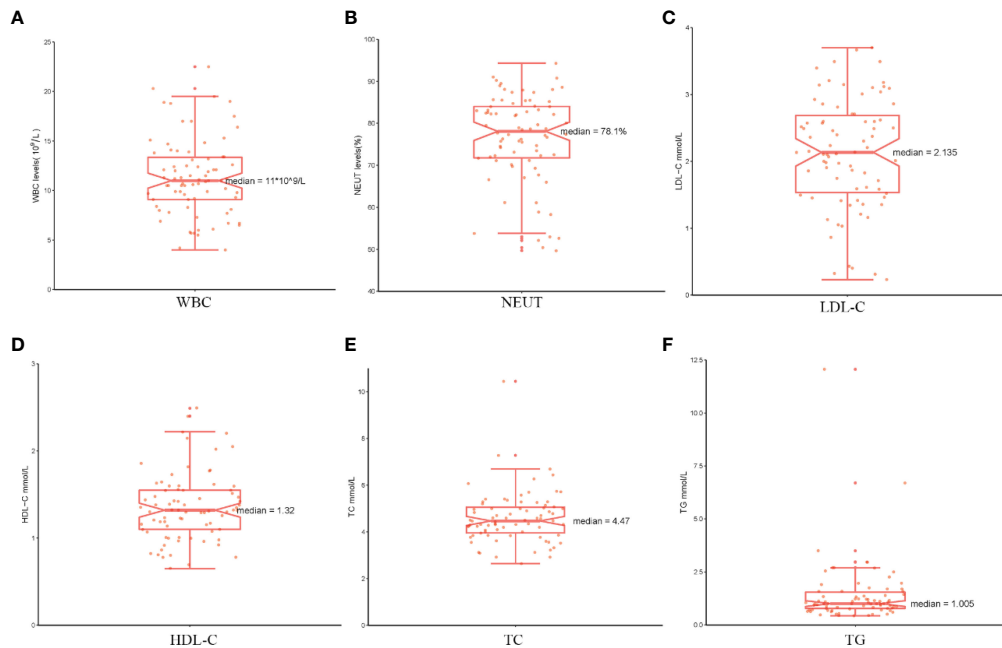 A
B
C
25
20
15
10
5
0
WBC levels( 10^9/L )
median = 11*10^9/L
WBC
100
90
80
70
60
50
40
NEUT levels(%)
median = 78.1%
NEUT
4
3
2
1
0
LDL-C mmol/L
median = 2.135
LDL-C
D
E
F
3
2
1
0
HDL-C mmol/L
median = 1.32
HDL-C
10
8
6
4
2
0
TC mmol/L
median = 4.47
TC
12.5
10.0
7.5
5.0
2.5
0.0
TG mmol/L
median = 1.005
TG